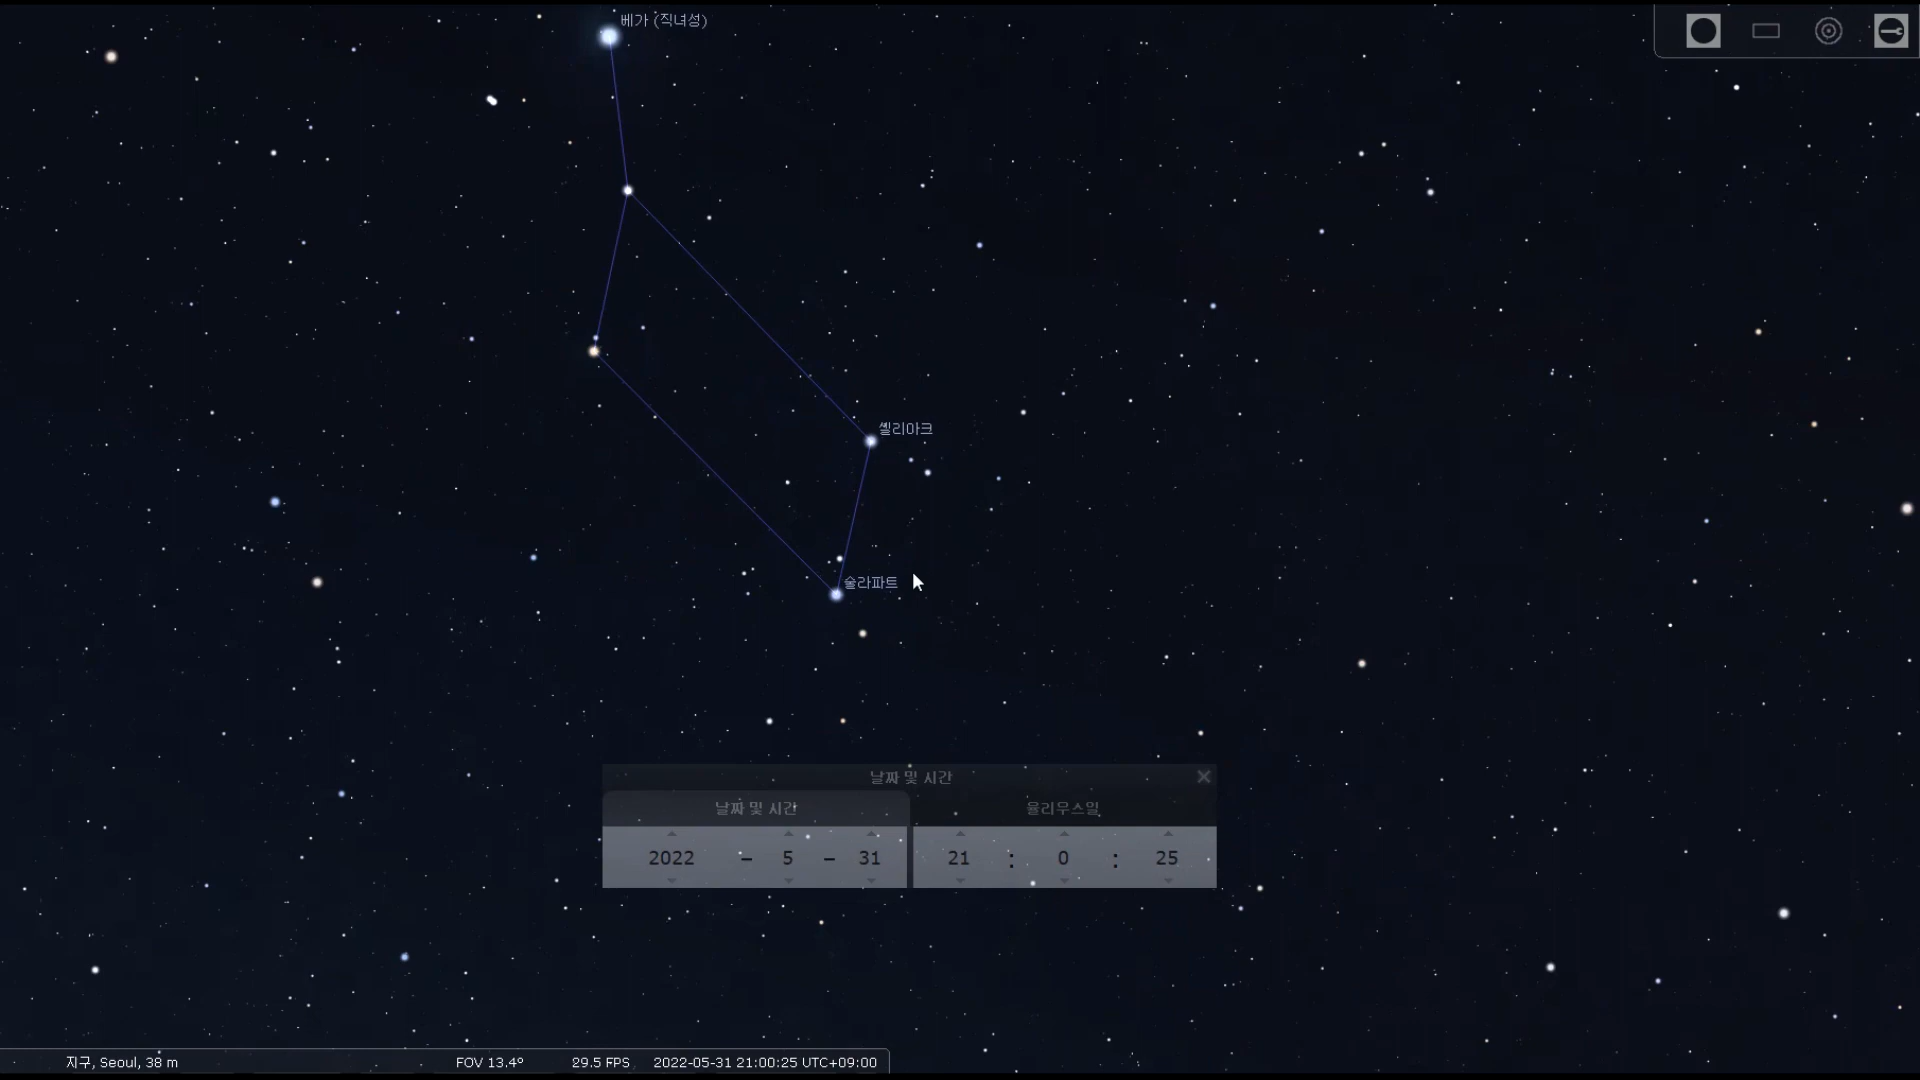 베가 (직녀성)
셸리아크
술라파트
날짜 및 시간
날짜 및 시간
율리우스일
2022 - 5 - 31
21 : 0 : 25
지구, Seoul, 38 m
FOV 13.4°
29.5 FPS
2022-05-31 21:00:25 UTC+09:00